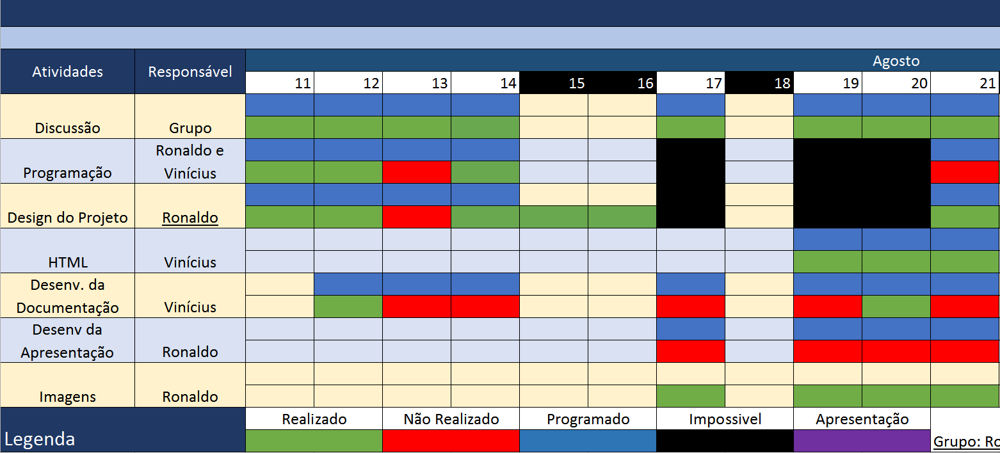 Agosto
Atividades Responsável
11 12 13 14 15 16 17 18 19 20 21
Discussão Grupo
Ronaldo e
Programação Vinícius
Design do Projeto Ronaldo
HTML Vinícius
Desenv. da
Documentação Vinícius
Desenv da
Apresentação Ronaldo
Imagens Ronaldo
Realizado Não Realizado Programado Impossivel Apresentação
Legenda
Grupo: Ro